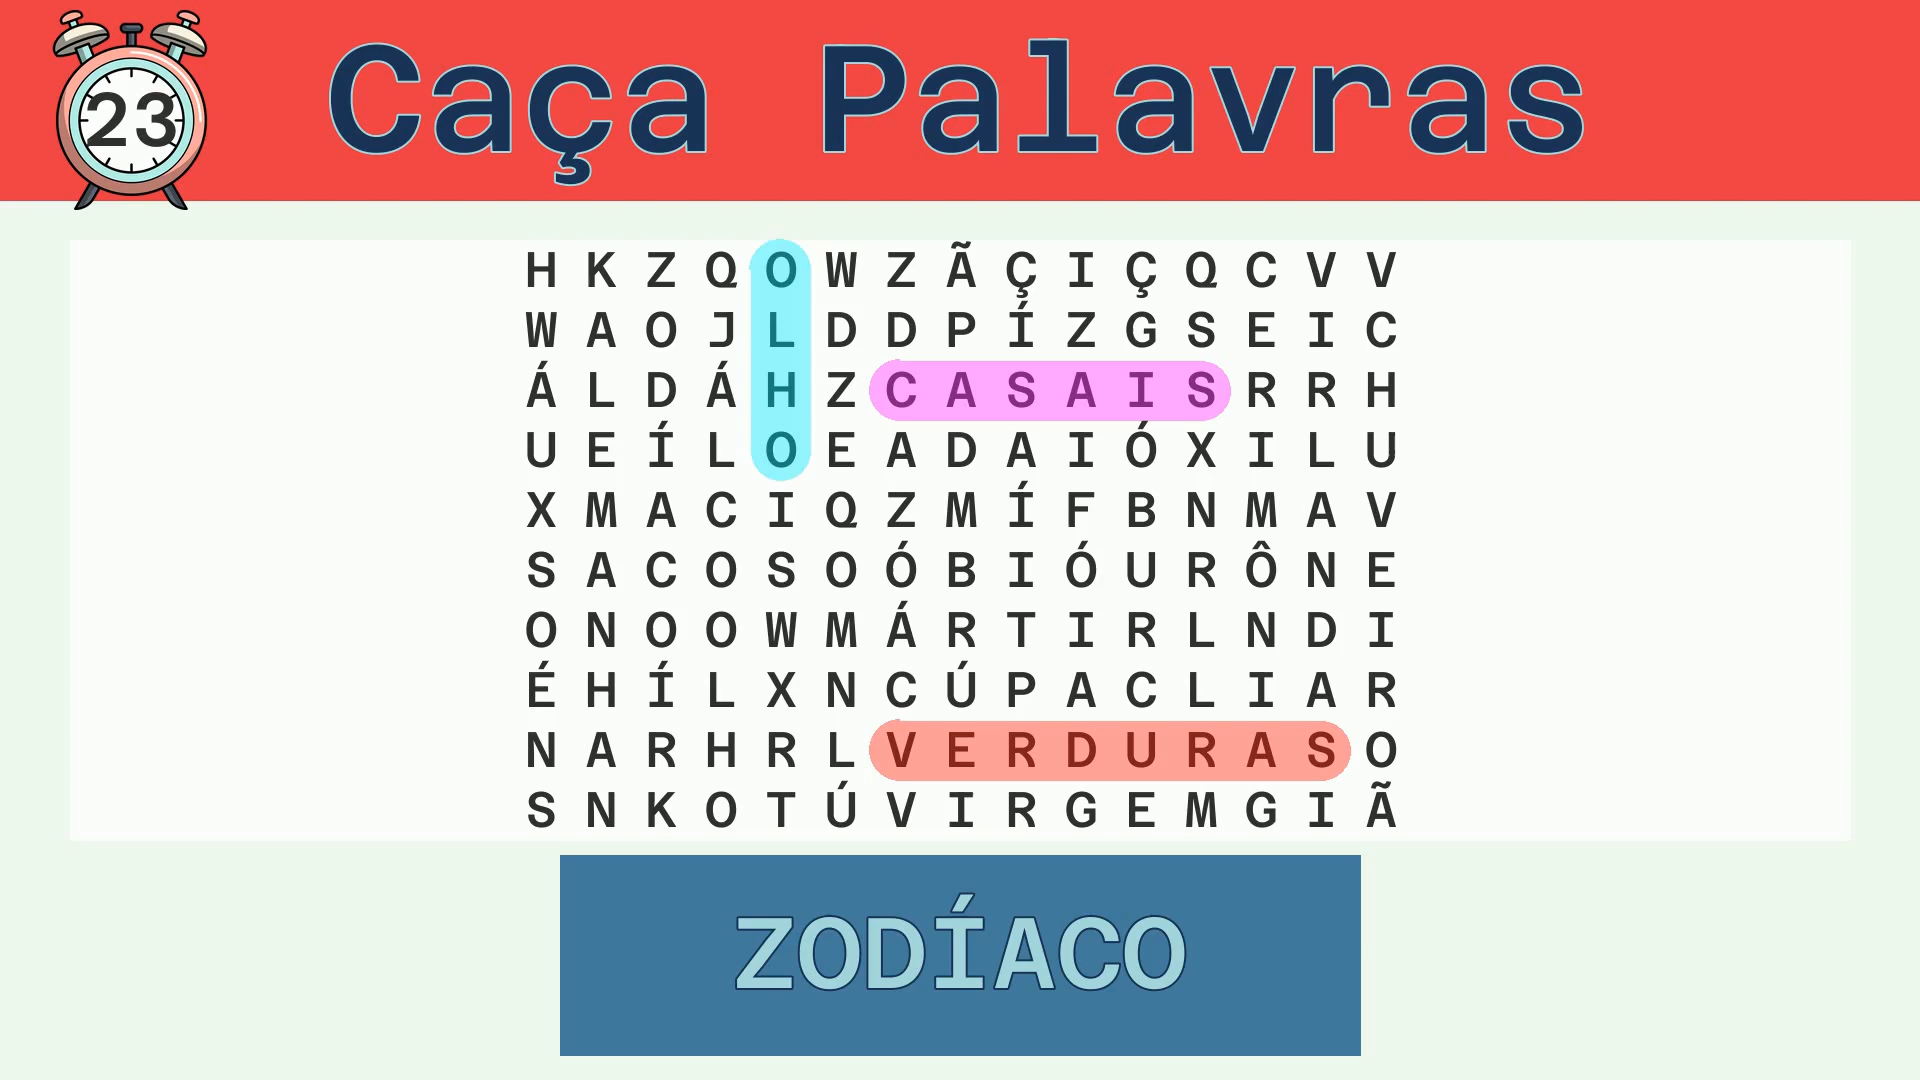 23
Caça Palavras
H K Z Q O W Z Ã Ç I Ç Q C V V
W A O J L D D P Í Z G S E I C
Á L D Á H Z C A S A I S R R H
U E Í L O E A D A I Ó X I L U
X M A C I Q Z M Í F B N M A V
S A C O S O Ó B I Ó U R Ô N E
O N O O W M Á R T I R L N D I
É H Í L X N C Ú P A C L I A R
N A R H R L V E R D U R A S O
S N K O T Ú V I R G E M G I Ã
ZODÍACO